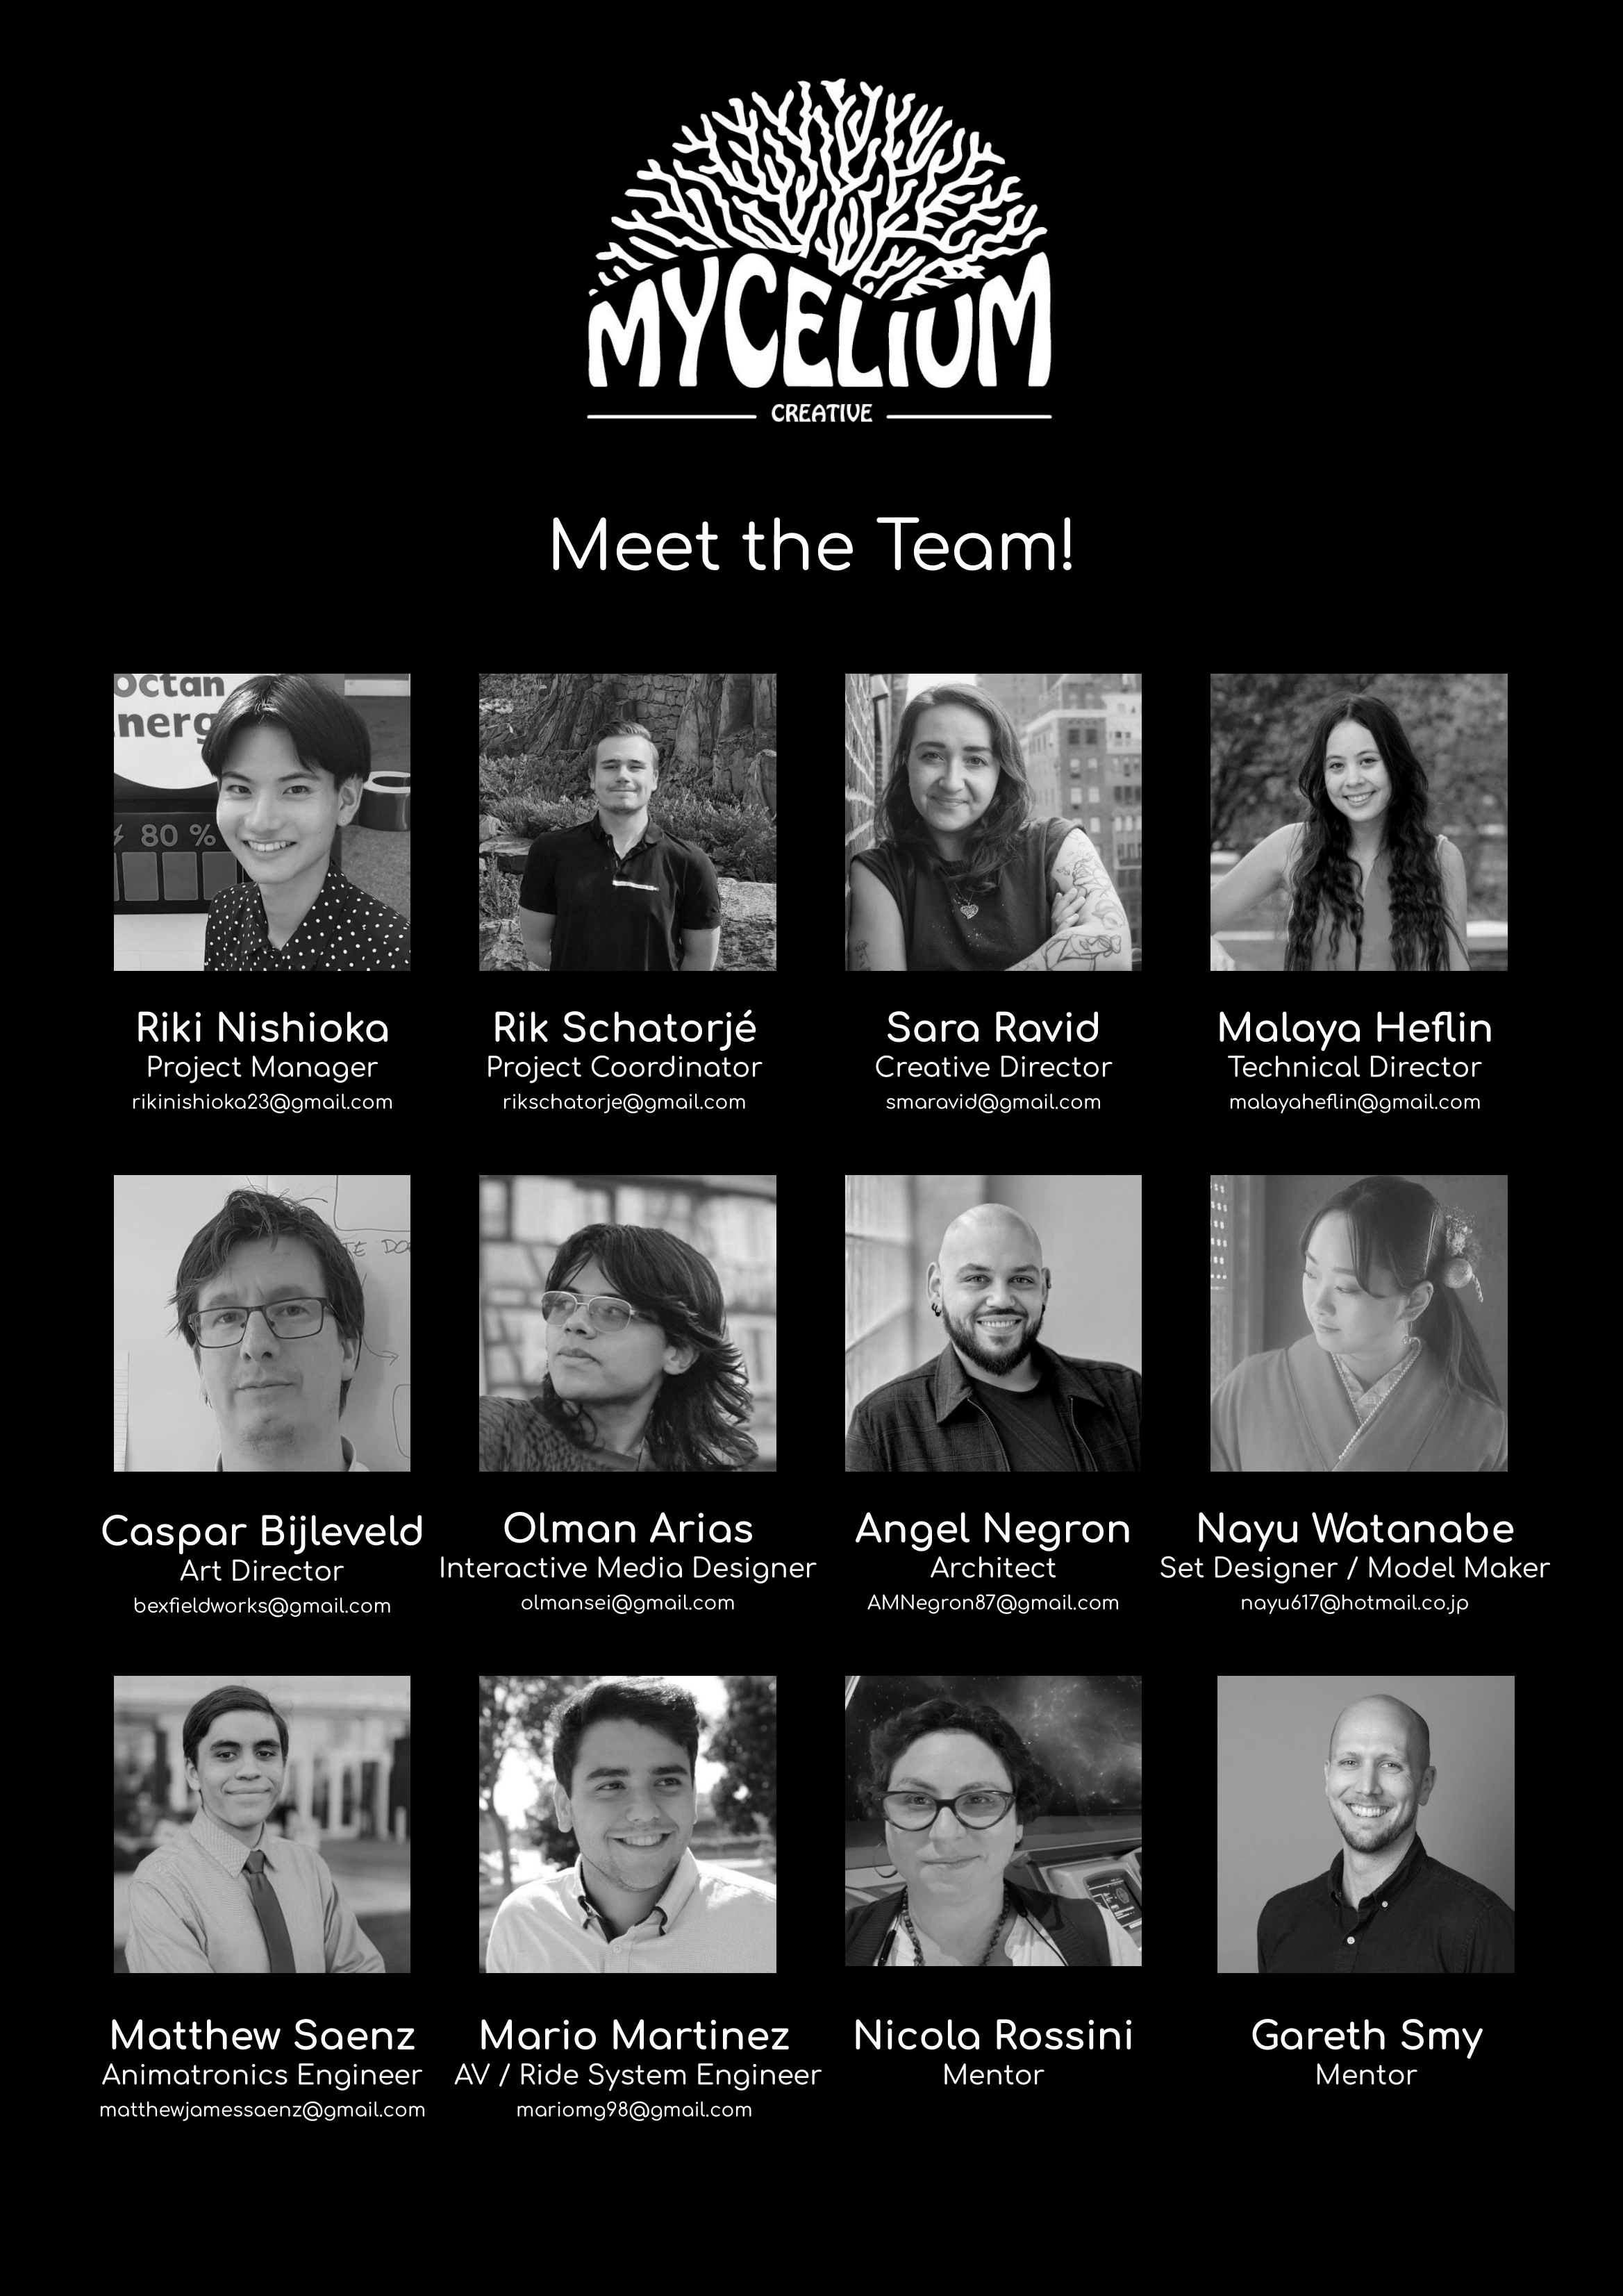 MYCELIUM
CREATIVE
Meet the Team!
Octan
nerg
80 %
Riki Nishioka
Project Manager
rikinishioka23@gmail.com
Rik Schatorjé
Project Coordinator
rikschatorje@gmail.com
Sara Ravid
Creative Director
smaravid@gmail.com
Malaya Heflin
Technical Director
malayaheflin@gmail.com
TE DO
Caspar Bijleveld
Art Director
bexfieldworks@gmail.com
Olman Arias
Interactive Media Designer
olmansei@gmail.com
Angel Negron
Architect
AMNegron87@gmail.com
Nayu Watanabe
Set Designer / Model Maker
nayu617@hotmail.co.jp
Matthew Saenz
Animatronics Engineer
matthewjamessaenz@gmail.com
Mario Martinez
AV / Ride System Engineer
mariomg98@gmail.com
Nicola Rossini
Mentor
Gareth Smy
Mentor